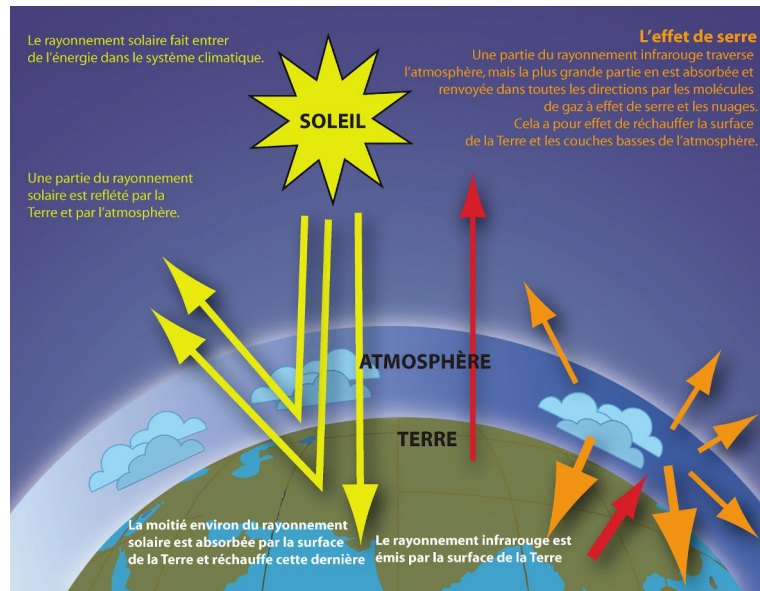 Le rayonnement solaire fait entrer
de l'énergie dans le système climatique.
L'effet de serre
Une partie du rayonnement infrarouge traverse
l'atmosphère, mais la plus grande partie en est absorbée et
renvoyée dans toutes les directions par les molécules
de gaz à effet de serre et les nuages.
Cela a pour effet de réchauffer la surface
de la Terre et les couches basses de l'atmosphère.
SOLEIL
Une partie du rayonnement
solaire est reflété par la
Terre et par l'atmosphère.
ATMOSPHÈRE
TERRE
La moitié environ du rayonnement
solaire est absorbée par la surface
de la Terre et réchauffe cette dernière
Le rayonnement infrarouge est
émis par la surface de la Terre